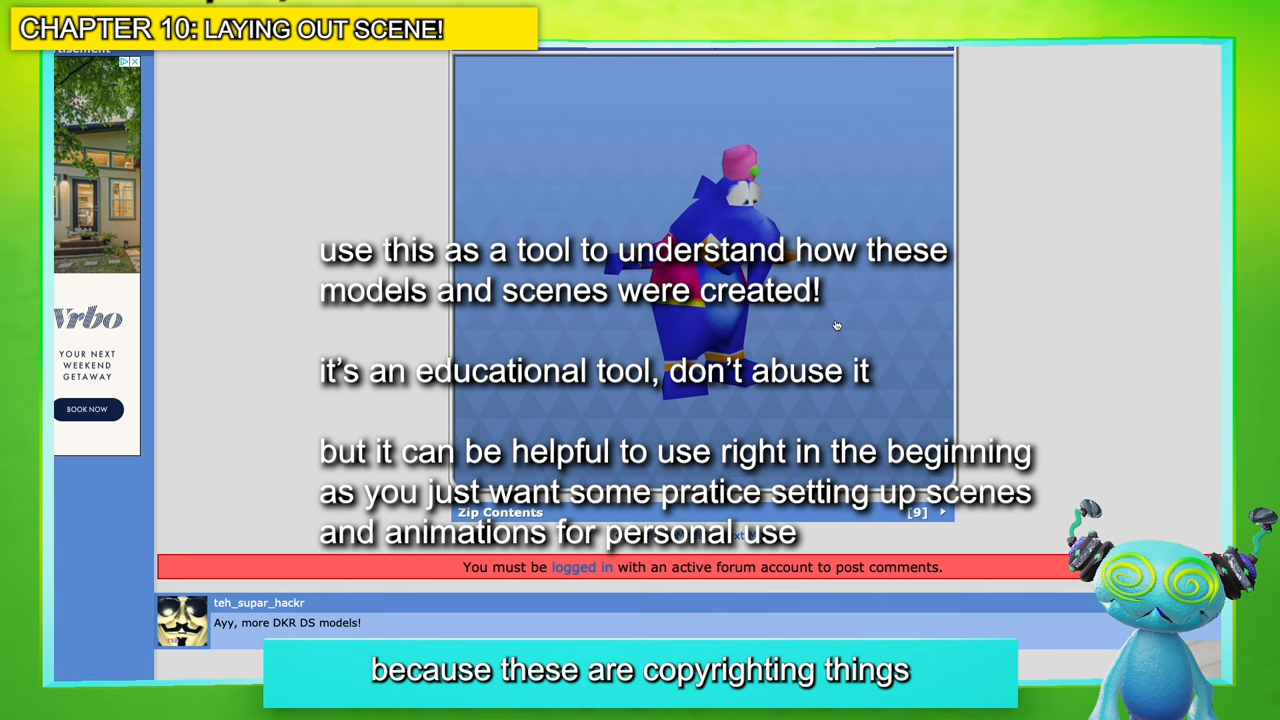 CHAPTER 10: LAYING OUT SCENE!
use this as a tool to understand how these
models and scenes were created!
it's an educational tool, don't abuse it
but it can be helpful to use right in the beginning
as you just want some pratice setting up scenes
and animations for personal use
Vrbo
YOUR NEXT
WEEKEND
GETAWAY
BOOK NOW
Zip Contents [9]
You must be logged in with an active forum account to post comments.
teh_supar_hackr
Ayy, more DKR DS models!
because these are copyrighting things